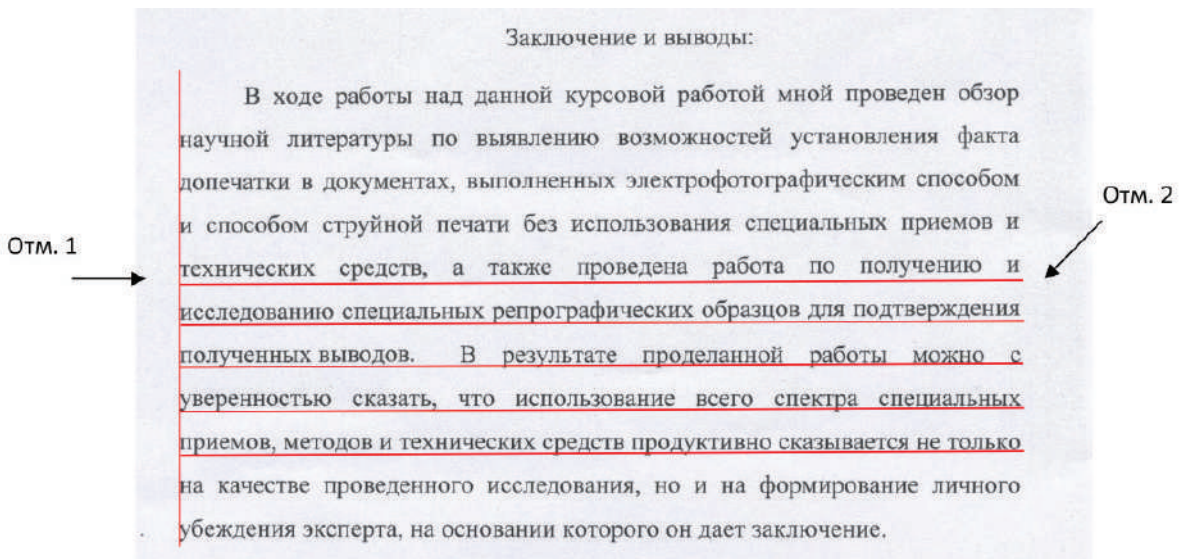 Заключение и выводы:
В ходе работы над данной курсовой работой мной проведен обзор
научной литературы по выявлению возможностей установления факта
допечатки в документах, выполненных электрофотографическим способом
Отм. 2
и способом струйной печати без использования специальных приемов и
Отм. 1
технических средств, а также проведена работа по получению и
исследованию специальных репрографических образцов для подтверждения
полученных выводов. В результате проделанной работы можно с
уверенностью сказать, что использование всего спектра специальных
приемов, методов и технических средств продуктивно сказывается не только
на качестве проведенного исследования, но и на формирование личного
убеждения эксперта, на основании которого он дает заключение.